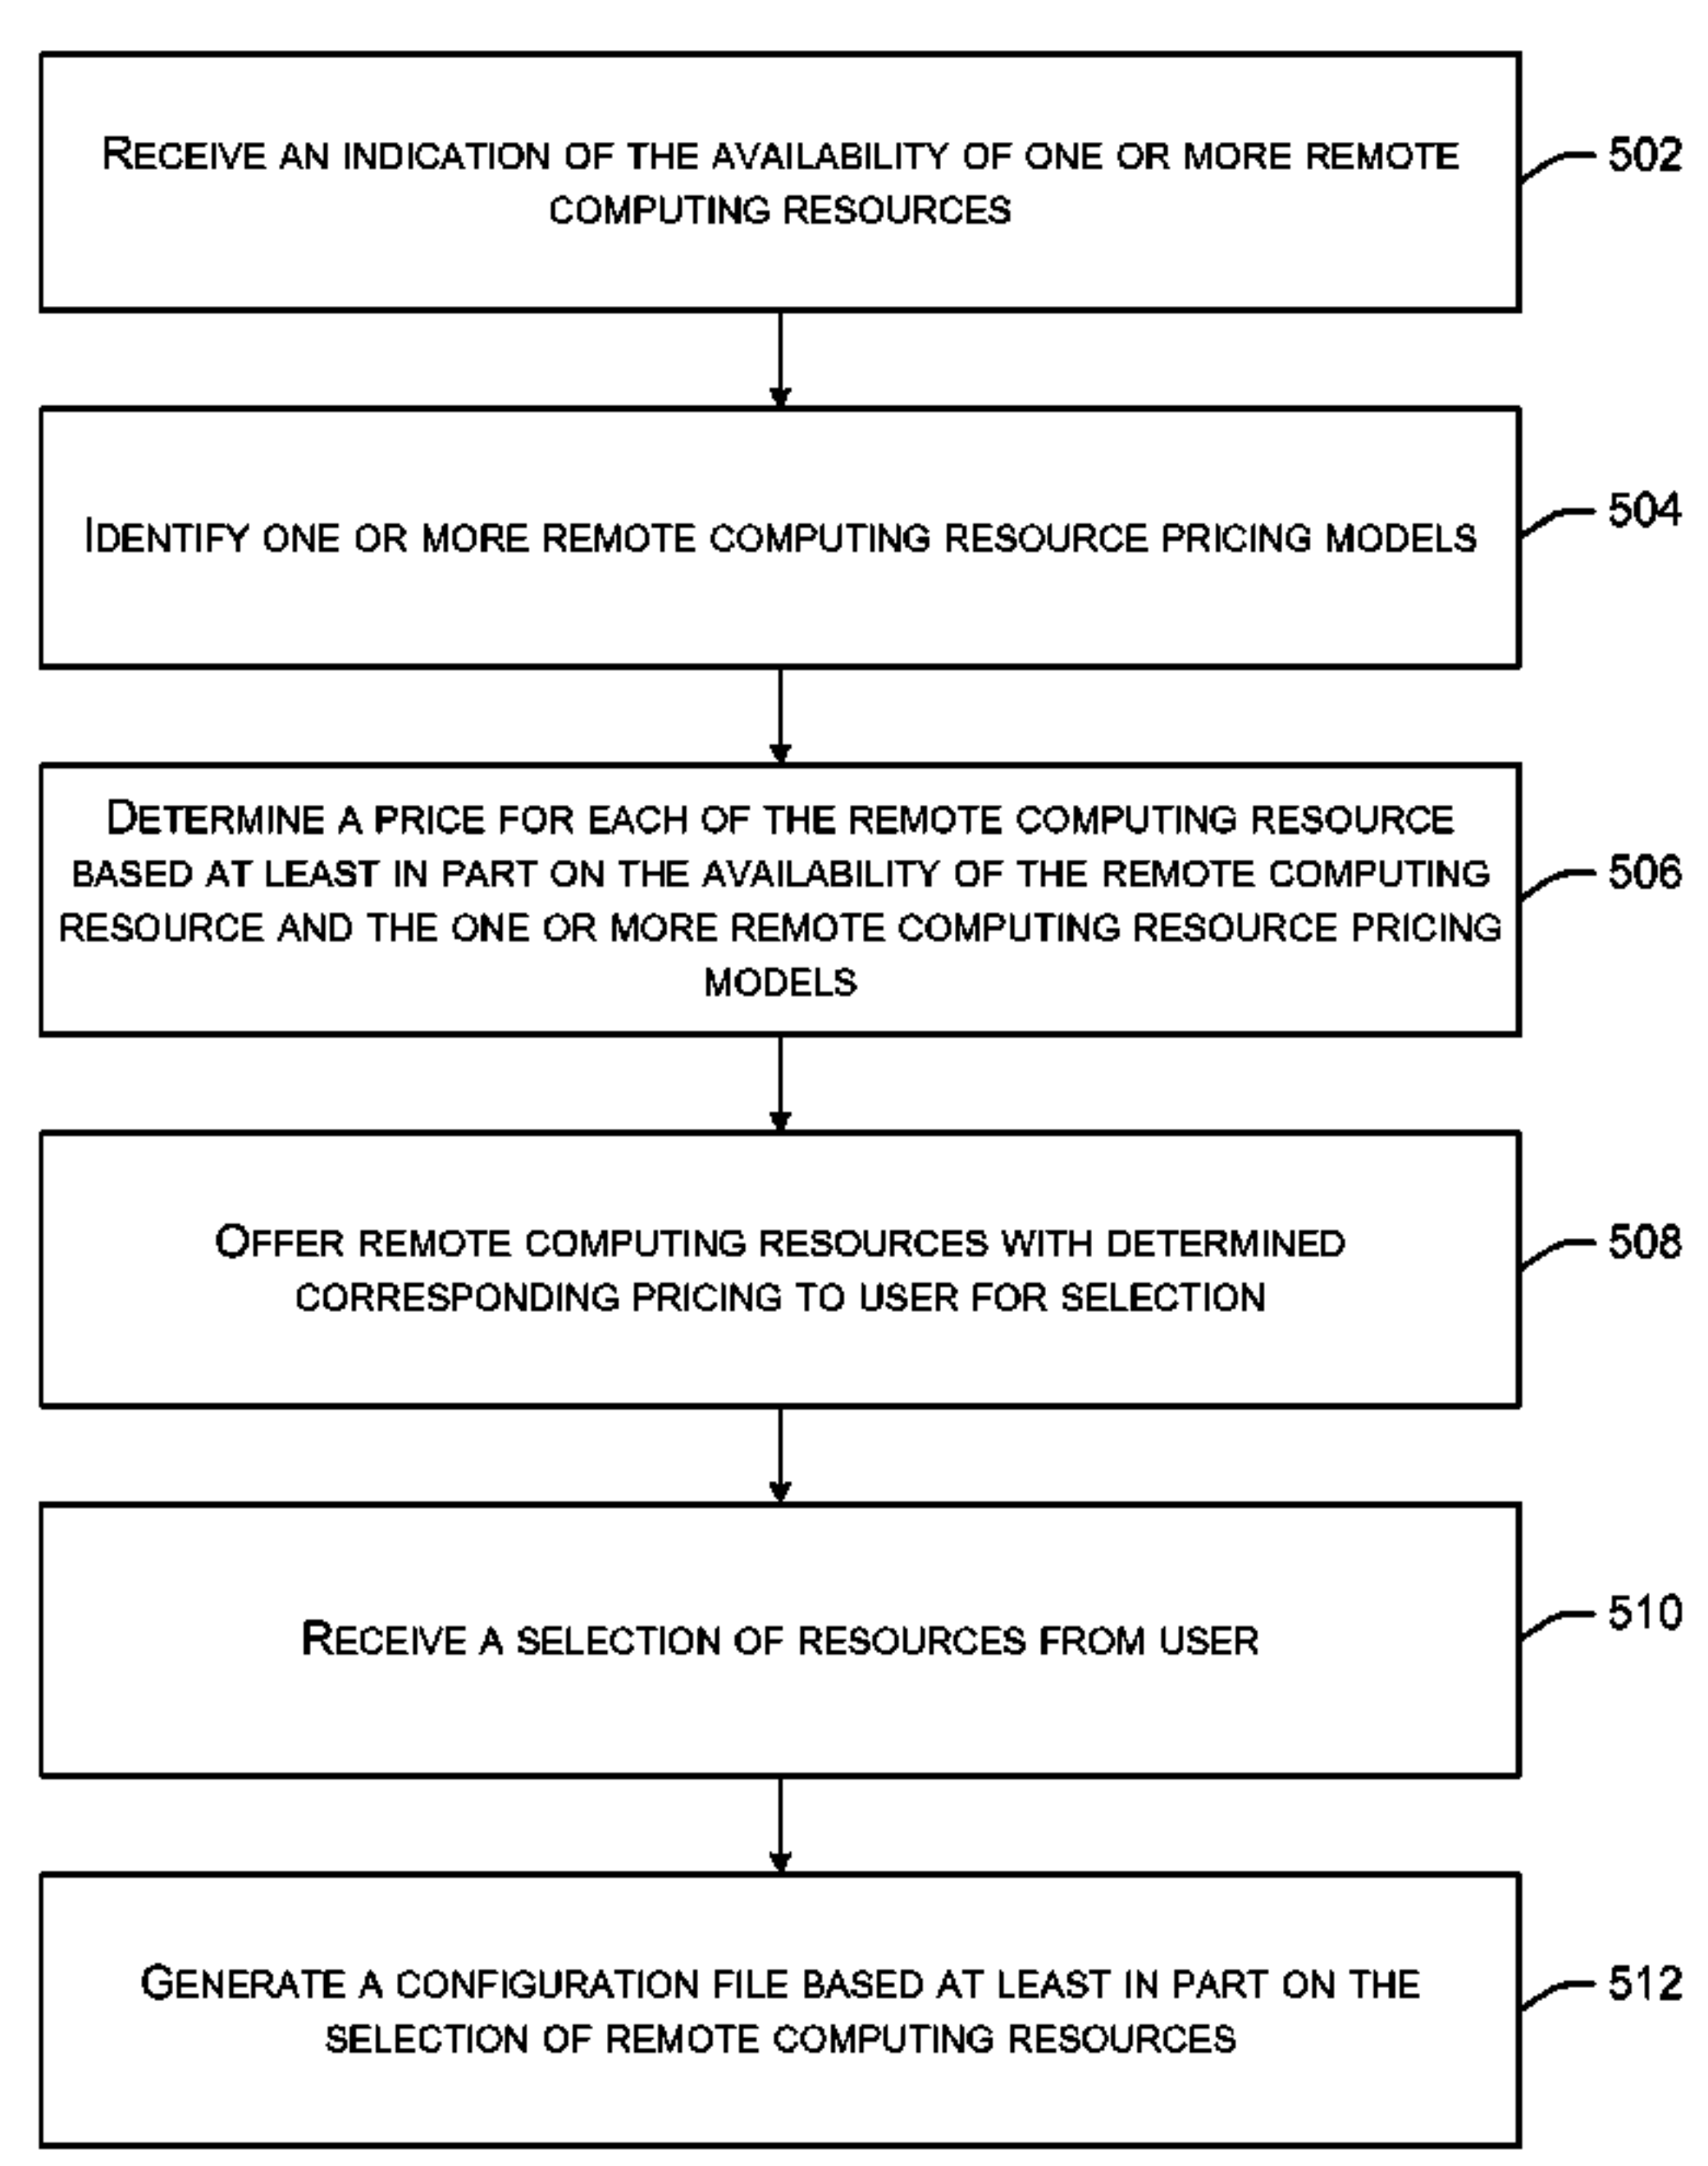 RECEIVE AN INDICATION OF THE AVAILABILITY OF ONE OR MORE REMOTE
COMPUTING RESOURCES
502
IDENTIFY ONE OR MORE REMOTE COMPUTING RESOURCE PRICING MODELS
504
DETERMINE A PRICE FOR EACH OF THE REMOTE COMPUTING RESOURCE
BASED AT LEAST IN PART ON THE AVAILABILITY OF THE REMOTE COMPUTING
RESOURCE AND THE ONE OR MORE REMOTE COMPUTING RESOURCE PRICING
MODELS
506
OFFER REMOTE COMPUTING RESOURCES WITH DETERMINED
CORRESPONDING PRICING TO USER FOR SELECTION
508
RECEIVE A SELECTION OF RESOURCES FROM USER
510
GENERATE A CONFIGURATION FILE BASED AT LEAST IN PART ON THE
SELECTION OF REMOTE COMPUTING RESOURCES
512